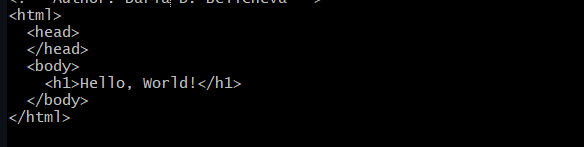 <html>
  <head>
  </head>
  <body>
    <h1>Hello, World!</h1>
  </body>
</html>